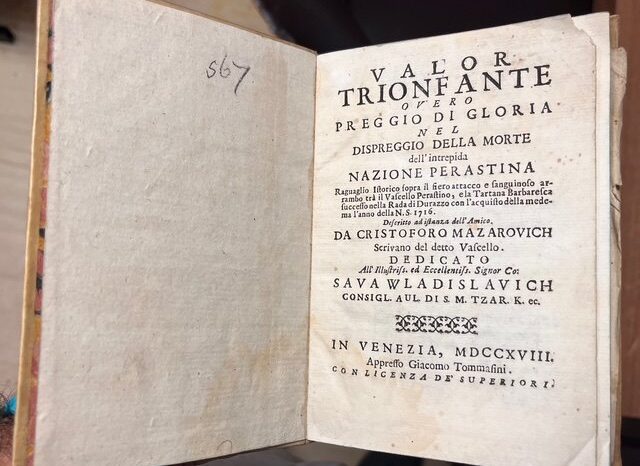 567
VALOR
TRIONFANTE
OVERO
PREGGIO DI GLORIA
NEL
DISPREGGIO DELLA MORTE
dell'intrepida
NAZIONE PERASTINA
Raguaglio Istorico sopra il fiero attacco e sanguinoso ar-
rambo trà il Vascello Perastino, e la Tartana Barbaresca
successo nella Rada di Durazzo con l'acquisto della mede-
ma l'anno della N.S. 1716.
Descritto ad istanza dell'Amico.
DA CRISTOFORO MAZAROVICH
Scrivano del detto Vascello.
DEDICATO
All'Illustriss. ed Eccellentiss. Signor Co:
SAVA WLADISLAVICH
CONSIGL. AUL. DI S. M. TZAR. K. ec.
IN VENEZIA, MDCCXVIII.
Appresso Giacomo Tommasini.
CON LICENZA DE' SUPERIORI.